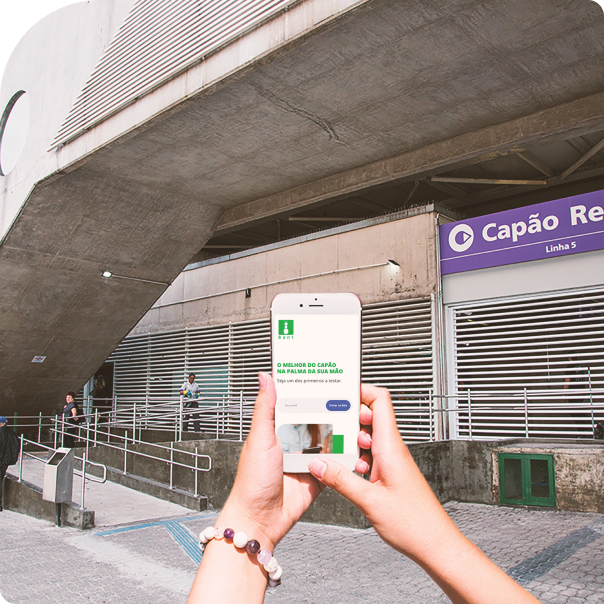 Capão Re
Linha 5
O MELHOR DO CAPÃO
NA PALMA DA SUA MÃO
Seja um dos primeiros a testar.